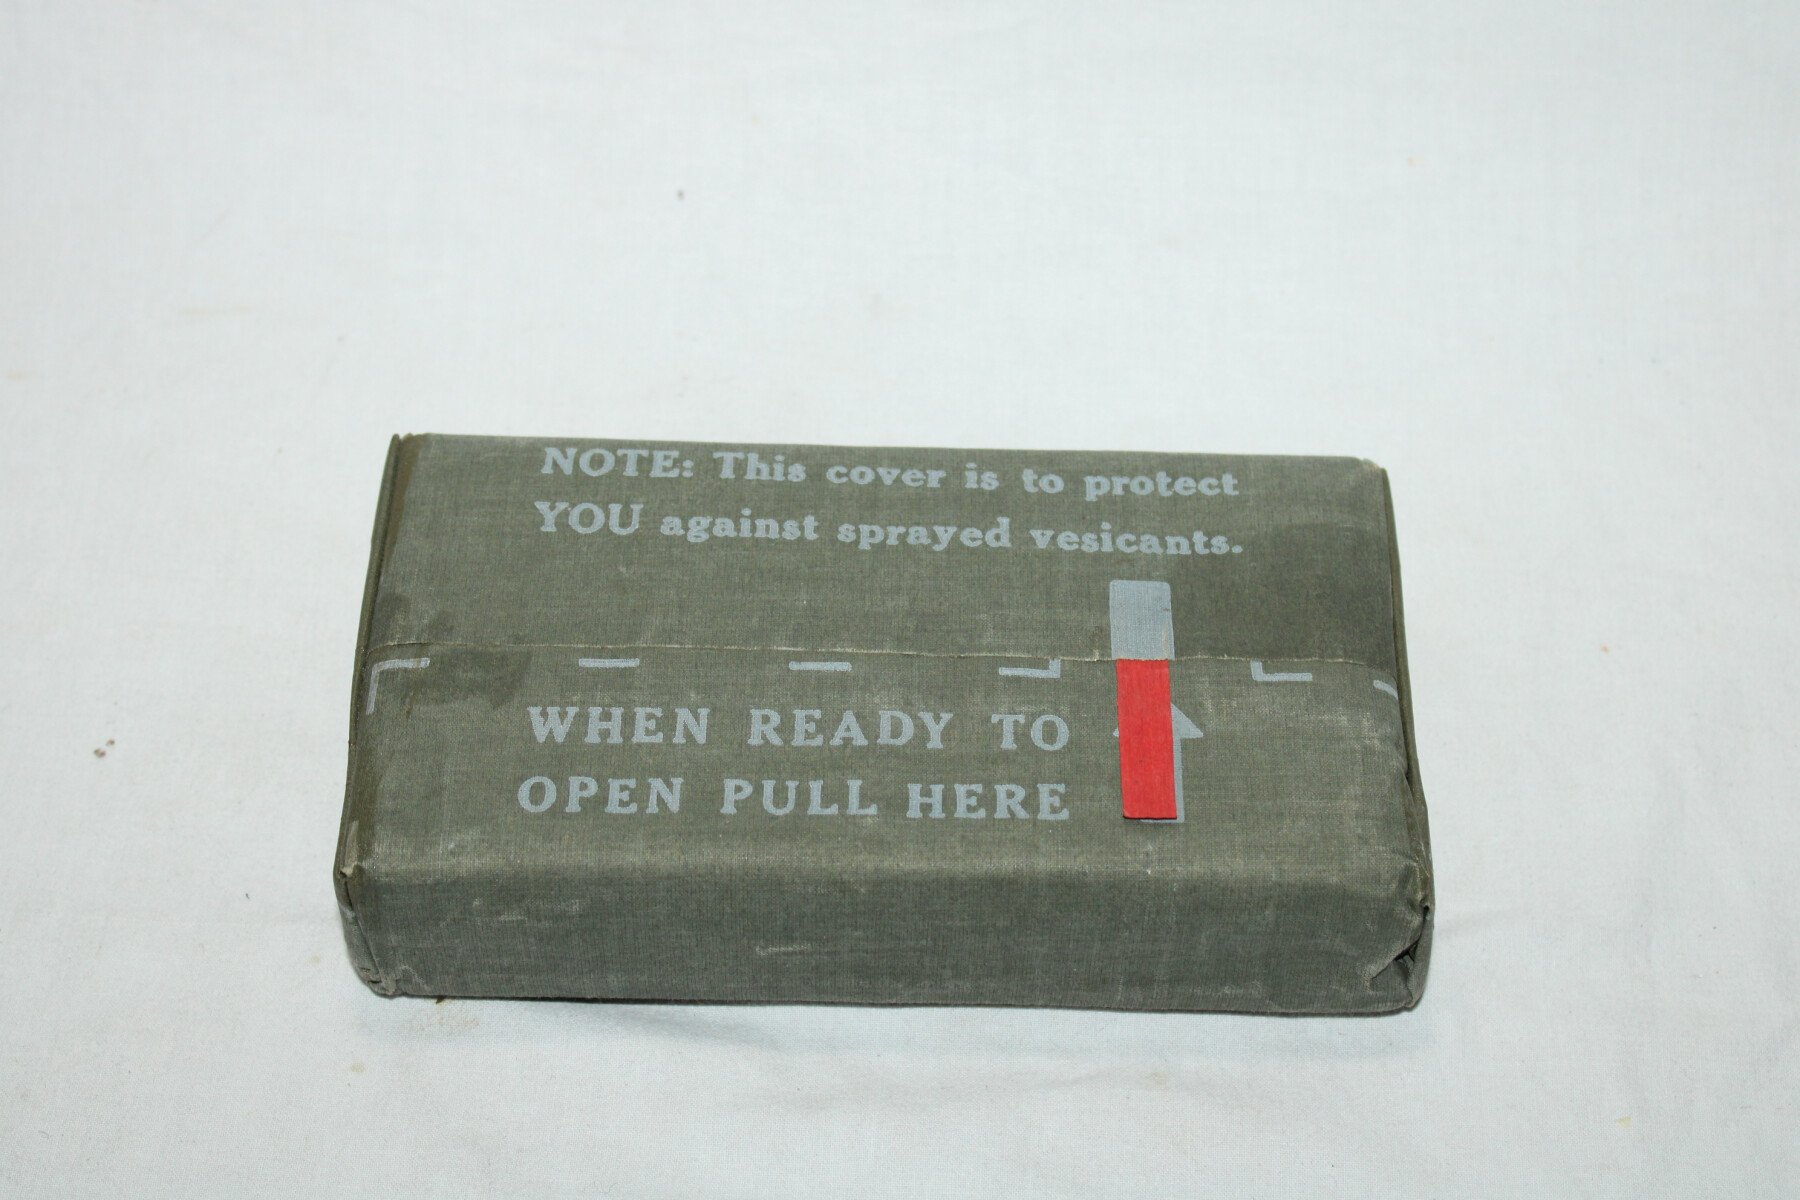 NOTE: This cover is to protect
YOU against sprayed vesicants.
WHEN READY TO
OPEN PULL HERE